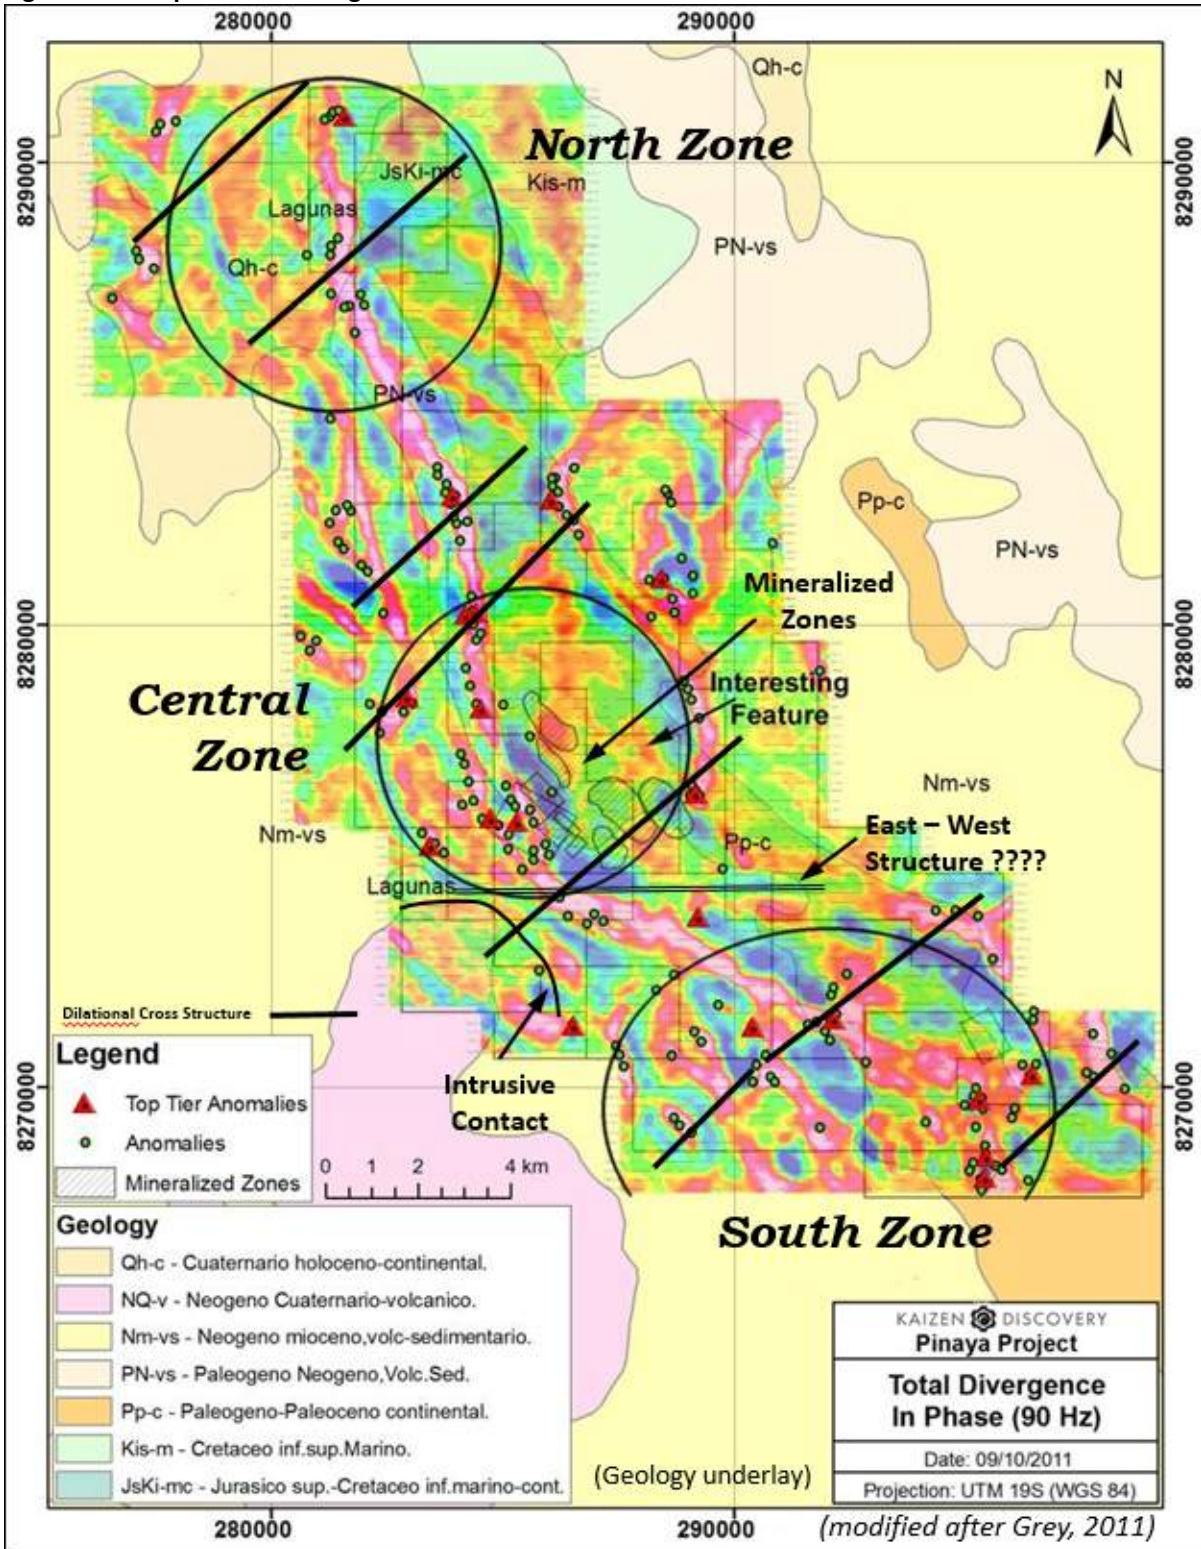 280000
290000
8290000
8290000
Qh-c
N
North Zone
JsKi-mc
Kis-m
Lagunas
Qh-c
PN-vs
PN-vs
Pp-c
PN-vs
Mineralized
Zones
8280000
8280000
Interesting
Feature
Central
Zone
Nm-vs
Nm-vs
East – West
Structure ????
Pp-c
Lagunas
Dilational Cross Structure
Legend
Top Tier Anomalies
Anomalies
Mineralized Zones
Intrusive
Contact
8270000
8270000
0 1 2 4 km
South Zone
Geology
Qh-c - Cuaternario holoceno-continental.
NQ-v - Neogeno Cuaternario-volcanico.
Nm-vs - Neogeno mioceno,volc-sedimentario.
PN-vs - Paleogeno Neogeno,Volc.Sed.
Pp-c - Paleogeno-Paleoceno continental.
Kis-m - Cretaceo inf.sup.Marino.
JsKi-mc - Jurasico sup.-Cretaceo inf.marino-cont.
(Geology underlay)
KAIZEN DISCOVERY
Pinaya Project
Total Divergence
In Phase (90 Hz)
Date: 09/10/2011
Projection: UTM 19S (WGS 84)
280000
290000
(modified after Grey, 2011)